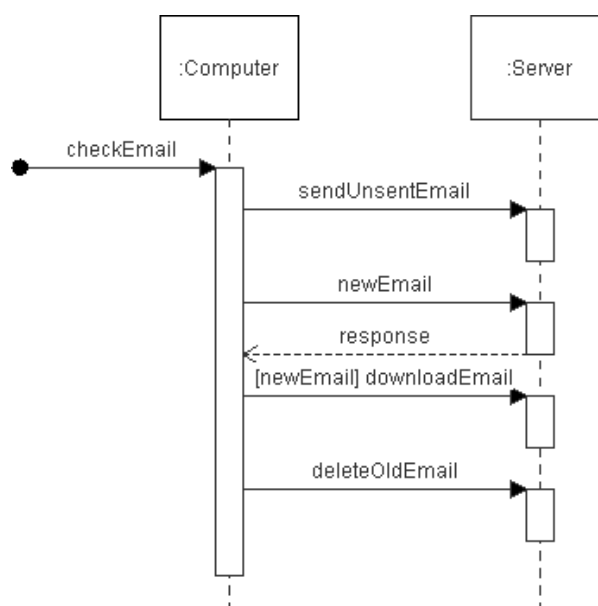 :Computer
:Server
checkEmail
sendUnsentEmail
newEmail
response
[newEmail] downloadEmail
deleteOldEmail